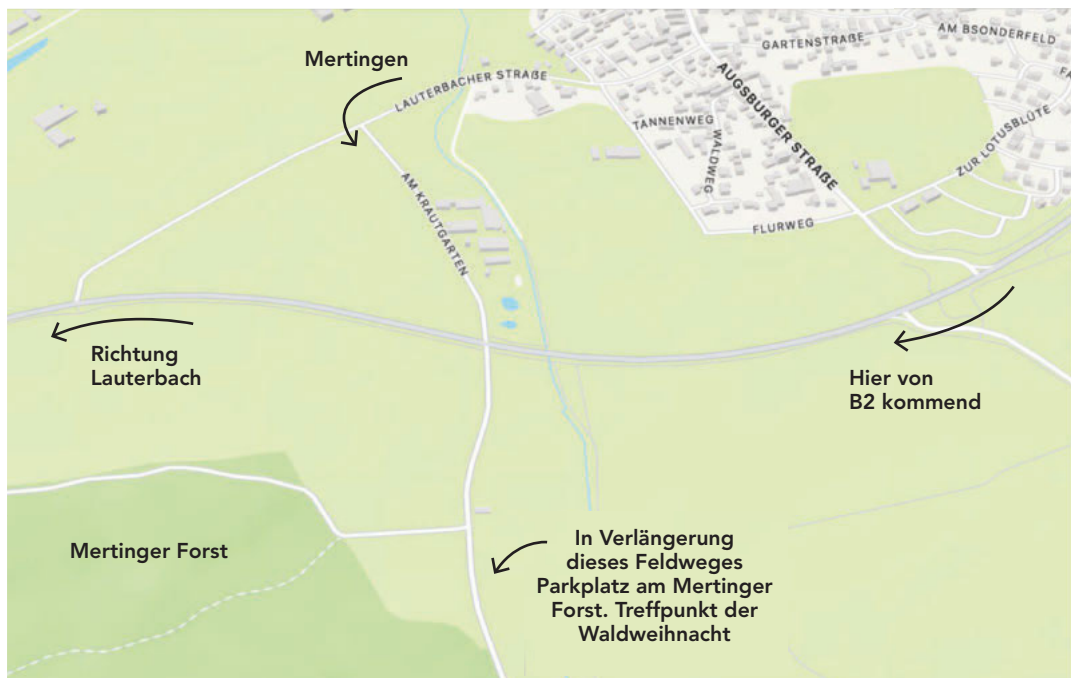 Mertingen
LAUTERBACHER STRASSE
GARTENSTRASSE
AM BSONDERFELD
AUGSBURGER STRASSE
TANNENWEG
WALDWEG
ZUR LOTUSBLÜTE
FLURWEG
AM KRAUTGARTEN
Richtung
Lauterbach
Hier von
B2 kommend
Mertinger Forst
In Verlängerung
dieses Feldweges
Parkplatz am Mertinger
Forst. Treffpunkt der
Waldweihnacht